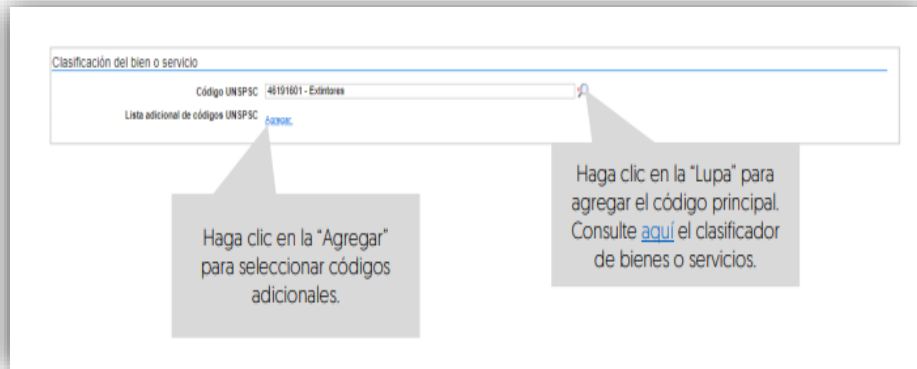 Clasificación del bien o servicio
Código UNSPSC 46191601 - Extintores
Lista adicional de códigos UNSPSC Agregar
Haga clic en la “Lupa” para
agregar el código principal.
Consulte aquí el clasificador
de bienes o servicios.
Haga clic en la “Agregar”
para seleccionar códigos
adicionales.